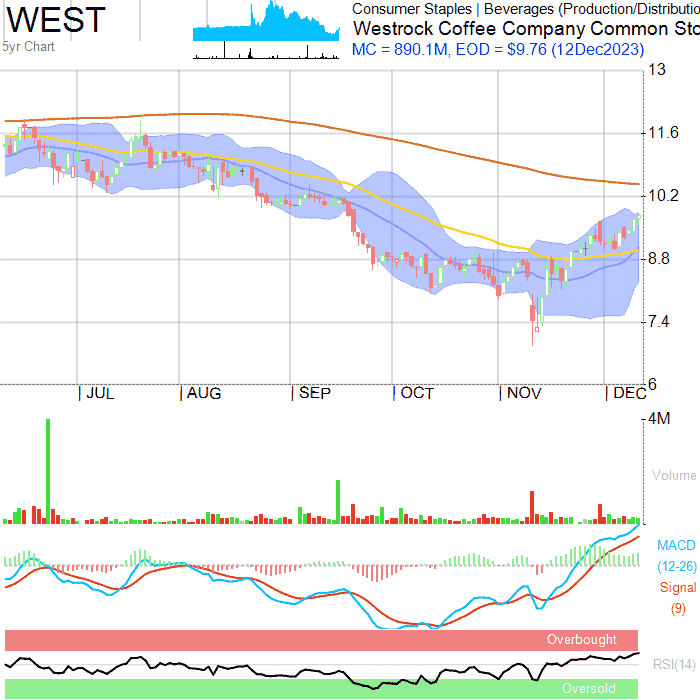 WEST
5yr Chart
Consumer Staples | Beverages (Production/Distributio
Westrock Coffee Company Common Sto
MC = 890.1M, EOD = $9.76 (12Dec2023)
13
11.6
10.2
8.8
7.4
6
| JUL | AUG | SEP | OCT | NOV | DEC
4M
Volume
MACD
(12-26)
Signal
(9)
Overbought
RSI(14)
Oversold